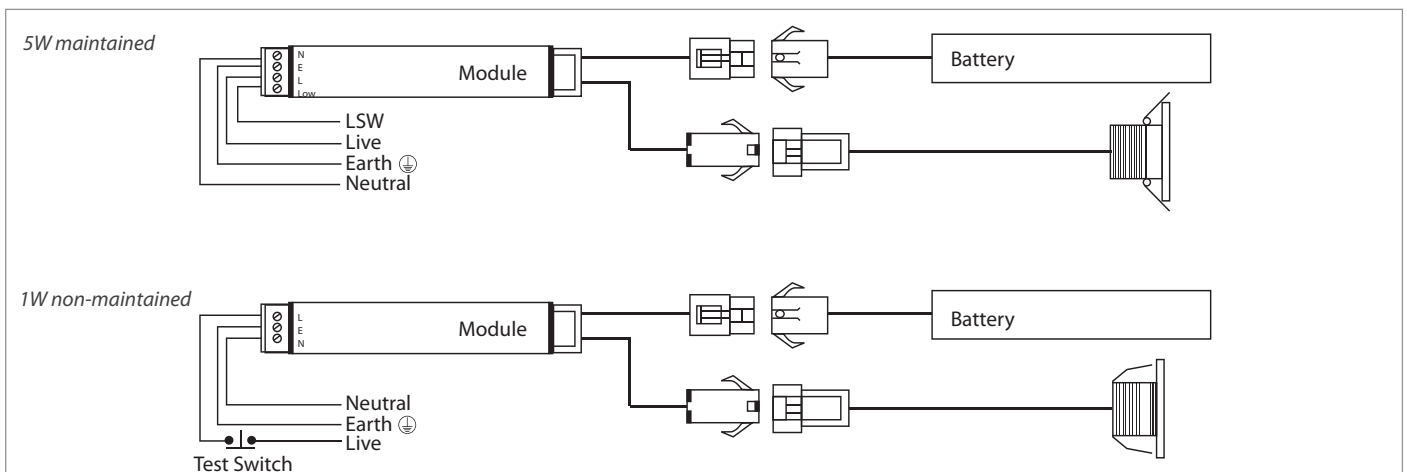 5W maintained
N
E
L
Low
Module
Battery
LSW
Live
Earth
Neutral
1W non-maintained
L
E
N
Module
Battery
Neutral
Earth
Live
Test Switch